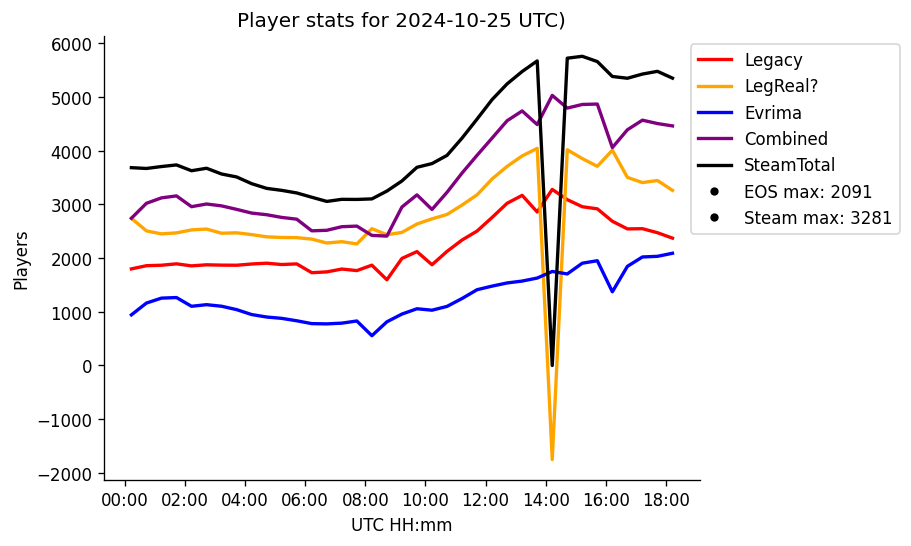 Player stats for 2024-10-25 UTC)
6000
5000
4000
3000
2000
1000
0
−1000
−2000
Players
00:00 02:00 04:00 06:00 08:00 10:00 12:00 14:00 16:00 18:00
UTC HH:mm
Legacy
LegReal?
Evrima
Combined
SteamTotal
EOS max: 2091
Steam max: 3281